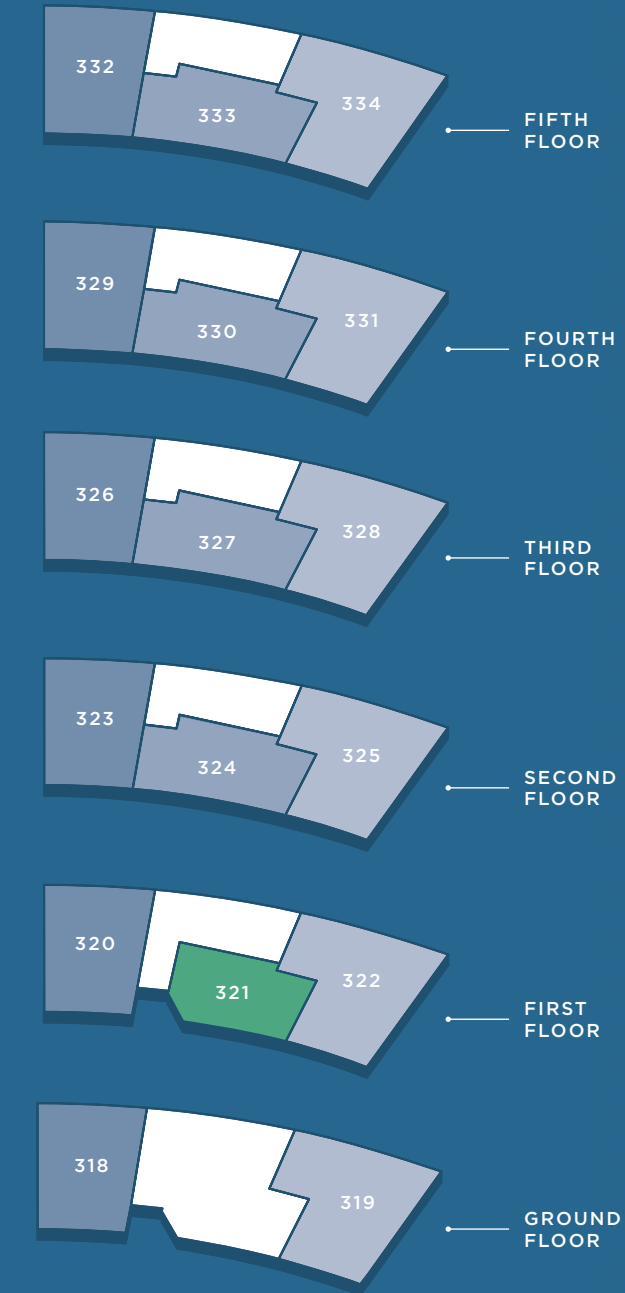 332
333
334
FIFTH
FLOOR
329
330
331
FOURTH
FLOOR
326
327
328
THIRD
FLOOR
323
324
325
SECOND
FLOOR
320
321
322
FIRST
FLOOR
318
319
GROUND
FLOOR